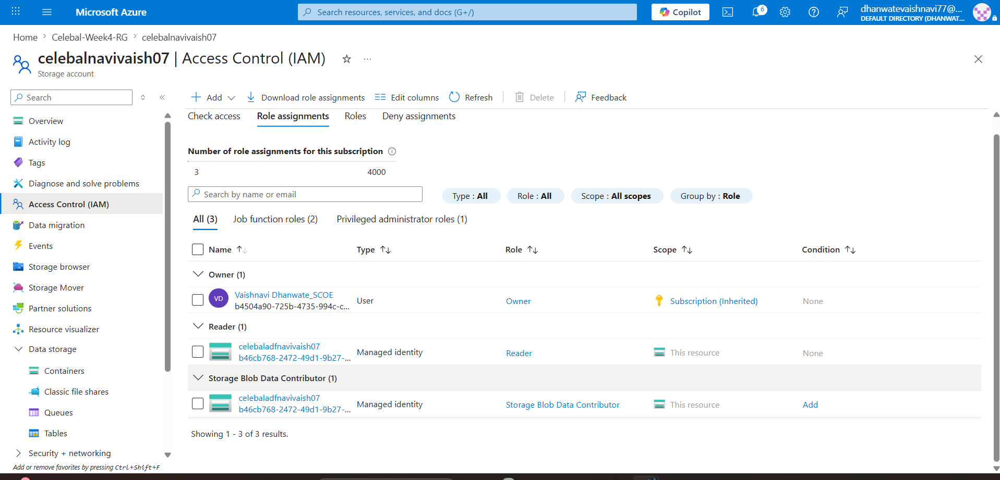 Microsoft Azure
Search resources, services, and docs (G+/)
Copilot
6
dhanwatevaishnavi77@...
DEFAULT DIRECTORY (DHANWAT...
Home > Celebal-Week4-RG > celebalnavivaish07
celebalnavivaish07 | Access Control (IAM)
...
Storage account
Search
Add
Download role assignments
Edit columns
Refresh
Delete
Feedback
Overview
Activity log
Tags
Diagnose and solve problems
Access Control (IAM)
Data migration
Events
Storage browser
Storage Mover
Partner solutions
Resource visualizer
Data storage
Containers
Classic file shares
Queues
Tables
Security + networking
Add or remove favorites by pressing Ctrl+Shift+F
Check access Role assignments Roles Deny assignments
Number of role assignments for this subscription
3 4000
Search by name or email
Type : All
Role : All
Scope : All scopes
Group by : Role
All (3) Job function roles (2) Privileged administrator roles (1)
Name Type Role Scope Condition
Owner (1)
VD Vaishnavi Dhanwate_SCOE
b4504a90-725b-4735-994c-c...
User Owner Subscription (Inherited) None
Reader (1)
celebaladfnavivaish07
b46cb768-2472-49d1-9b27-...
Managed identity Reader This resource None
Storage Blob Data Contributor (1)
celebaladfnavivaish07
b46cb768-2472-49d1-9b27-...
Managed identity Storage Blob Data Contributor This resource Add
Showing 1 - 3 of 3 results.